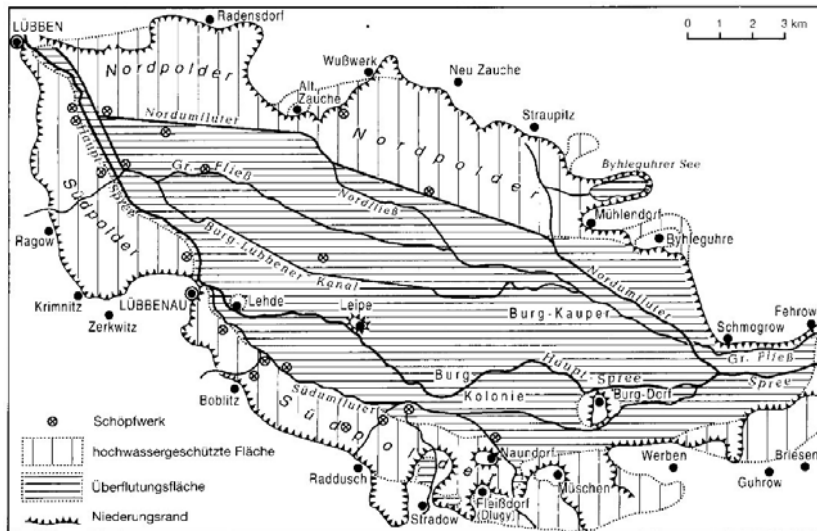 LÜBBEN
Radensdorf
0 1 2 3 km
Nordpolder
Wußwerk
Neu Zauche
Alt Zauche
Straupitz
Nordumfluter
Nordpolder
Byhleguhrer See
Haupt-Spree
Gr. Fließ
Nordfließ
Südpolder
Mühlendorf
Byhleguhre
Ragow
Burg-Lübbener-Kanal
Nordumfluter
Krimnitz
LÜBBENAU
Lehde
Leipe
Zerkwitz
Burg-Kauper
Schmogrow
Fehrow
Gr. Fließ
Haupt-Spree
Spree
Burg
Kolonie
Burg-Dorf
Boblitz
Südumfluter
Südpolder
Naundorf
Werben
Briesen
Guhrow
Raddusch
Müschen
Fleißdorf
(Dlugy)
Stradow
Schöpfwerk
hochwassergeschützte Fläche
Überflutungsfläche
Niederungsrand